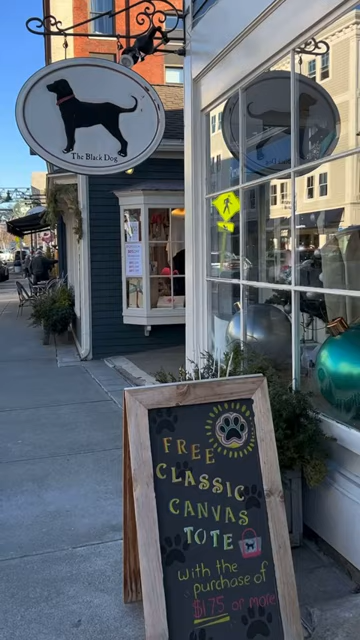 The Black Dog
FREE
CLASSIC
CANVAS
TOTE
with the
purchase of
$175 or more